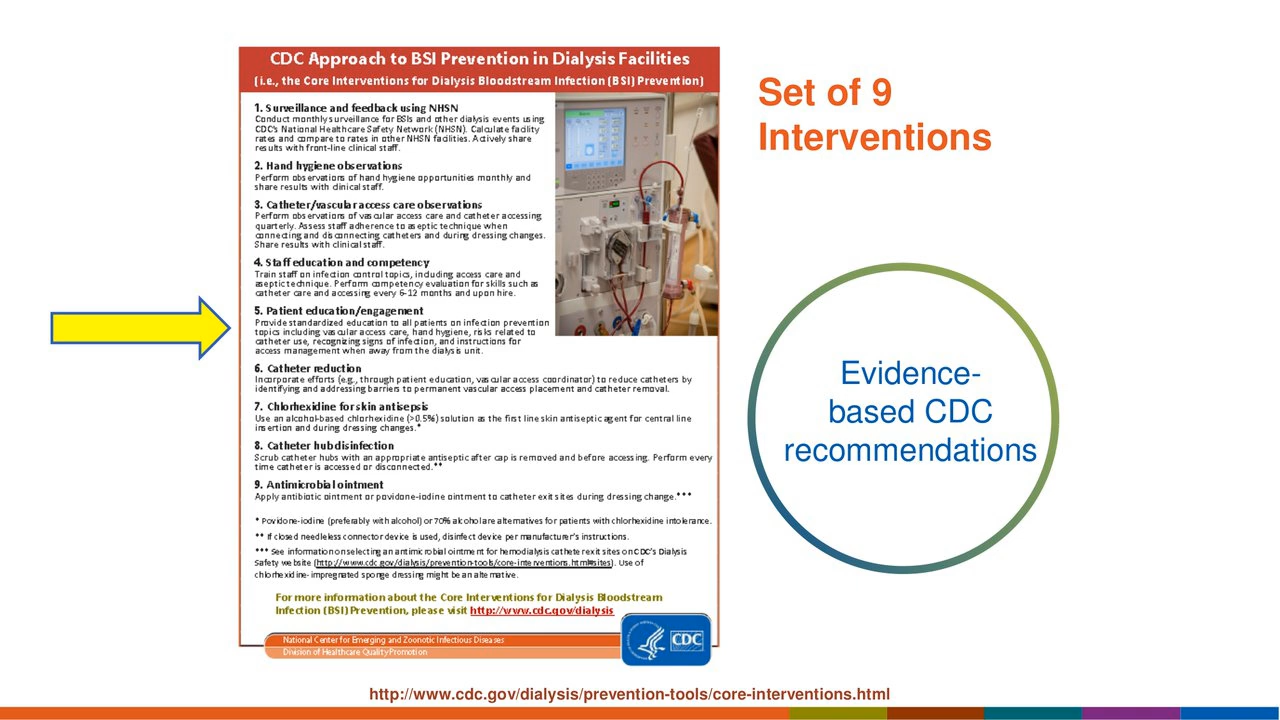 CDC Approach to BSI Prevention in Dialysis Facilities
(i.e., the Core Interventions for Dialysis Bloodstream Infection (BSI) Prevention)
1. Surveillance and feedback using NHSN
Conduct monthly surveillance for BSIs and other dialysis events using
CDC's National Healthcare Safety Network (NHSN). Calculate facility
rates and compare to rates in other NHSN facilities. Actively share
results with front-line clinical staff.
2. Hand hygiene observations
Perform observations of hand hygiene opportunities monthly and
share results with clinical staff.
3. Catheter/vascular access care observations
Perform observations of vascular access care and catheter accessing
quarterly. Assess staff adherence to aseptic technique when
connecting and disconnecting catheters and during dressing changes.
Share results with clinical staff.
4. Staff education and competency
Train staff on infection control topics, including access care and
aseptic technique. Perform competency evaluation for skills such as
catheter care and accessing every 6-12 months and upon hire.
5. Patient education/engagement
Provide standardized education to all patients on infection prevention
topics including vascular access care, hand hygiene, risks related to
catheter use, recognizing signs of infection, and instructions for
access management when away from the dialysis unit.
6. Catheter reduction
Incorporate efforts (e.g., through patient education, vascular access coordinator) to reduce catheters by
identifying and addressing barriers to permanent vascular access placement and catheter removal.
7. Chlorhexidine for skin antisepsis
Use an alcohol-based chlorhexidine (>0.5%) solution as the first line skin antiseptic agent for central line
insertion and during dressing changes.*
8. Catheter hub disinfection
Scrub catheter hubs with an appropriate antiseptic after cap is removed and before accessing. Perform every
time catheter is accessed or disconnected.**
9. Antimicrobial ointment
Apply antibiotic ointment or povidone-iodine ointment to catheter exit sites during dressing change.***
* Povidone-iodine (preferably with alcohol) or 70% alcohol are alternatives for patients with chlorhexidine intolerance.
** If closed needleless connector device is used, disinfect device per manufacturer's instructions.
*** See information on selecting an antimicrobial ointment for hemodialysis catheter exit sites on CDC's Dialysis
Safety website (http://www.cdc.gov/dialysis/prevention-tools/core-interventions.html#sites). Use of
chlorhexidine-impregnated sponge dressing might be an alternative.
For more information about the Core Interventions for Dialysis Bloodstream
Infection (BSI) Prevention, please visit http://www.cdc.gov/dialysis
National Center for Emerging and Zoonotic Infectious Diseases
Division of Healthcare Quality Promotion
CDC
Set of 9
Interventions
Evidence-
based CDC
recommendations
http://www.cdc.gov/dialysis/prevention-tools/core-interventions.html